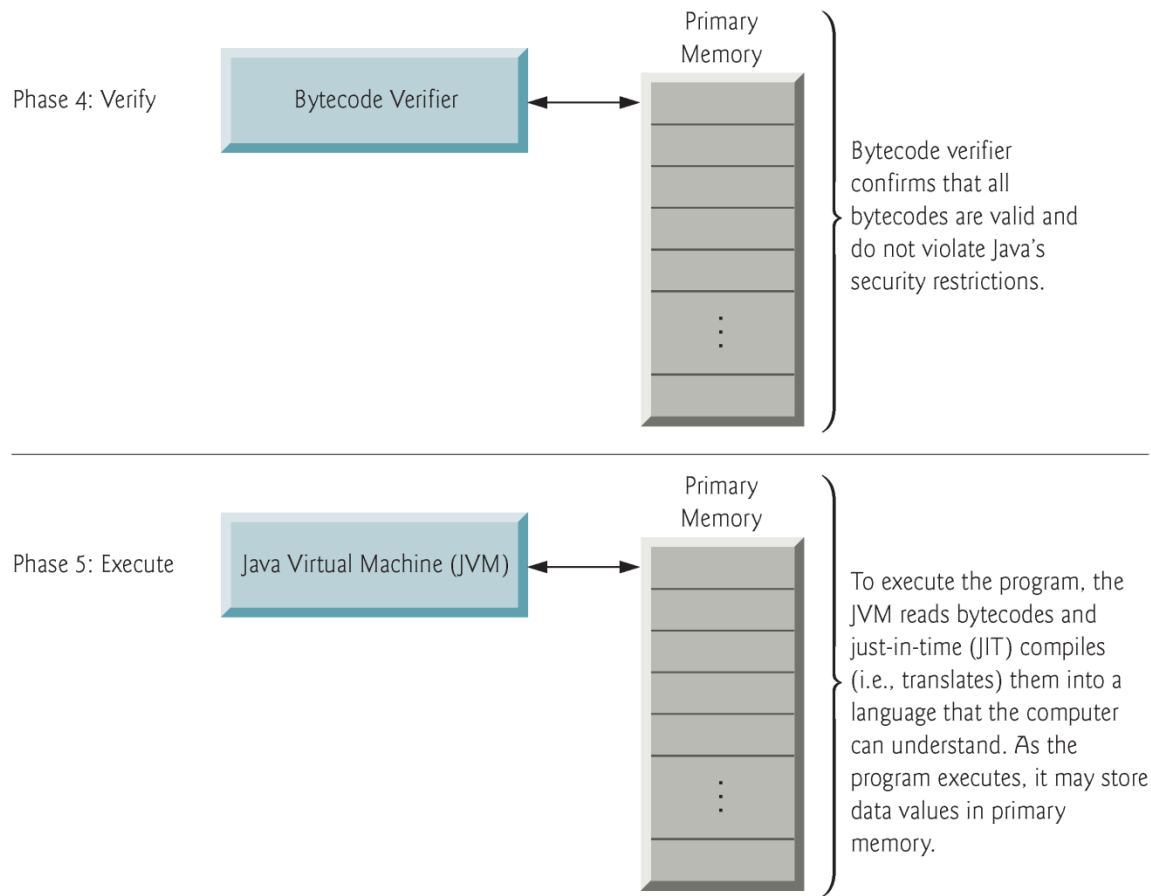 Primary
Memory
Phase 4: Verify
Bytecode Verifier
Bytecode verifier
confirms that all
bytecodes are valid and
do not violate Java’s
security restrictions.
Primary
Memory
Phase 5: Execute
Java Virtual Machine (JVM)
To execute the program, the
JVM reads bytecodes and
just-in-time (JIT) compiles
(i.e., translates) them into a
language that the computer
can understand. As the
program executes, it may store
data values in primary
memory.